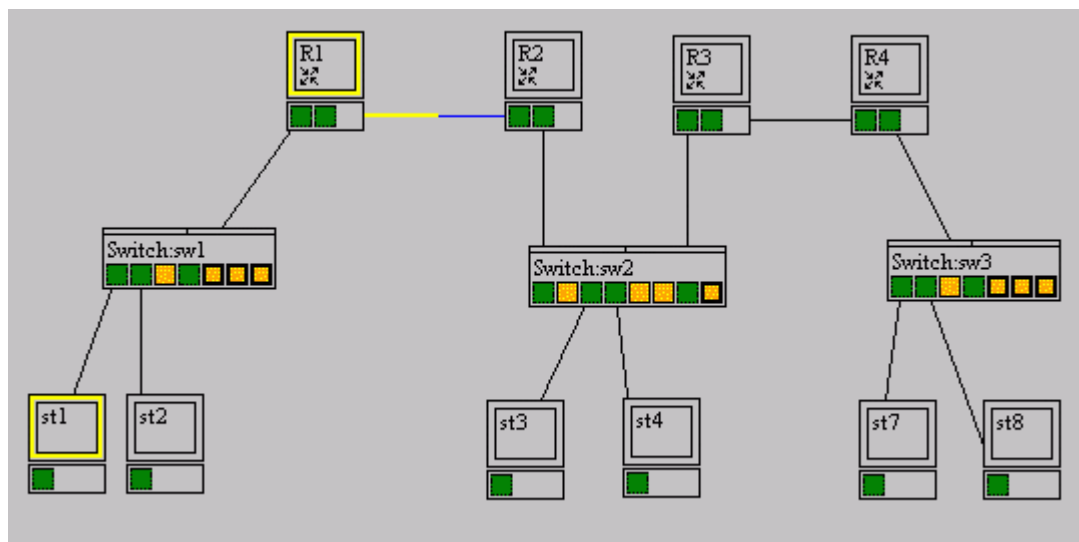 R1
R2
R3
R4
Switch:sw1
Switch:sw2
Switch:sw3
st1
st2
st3
st4
st7
st8